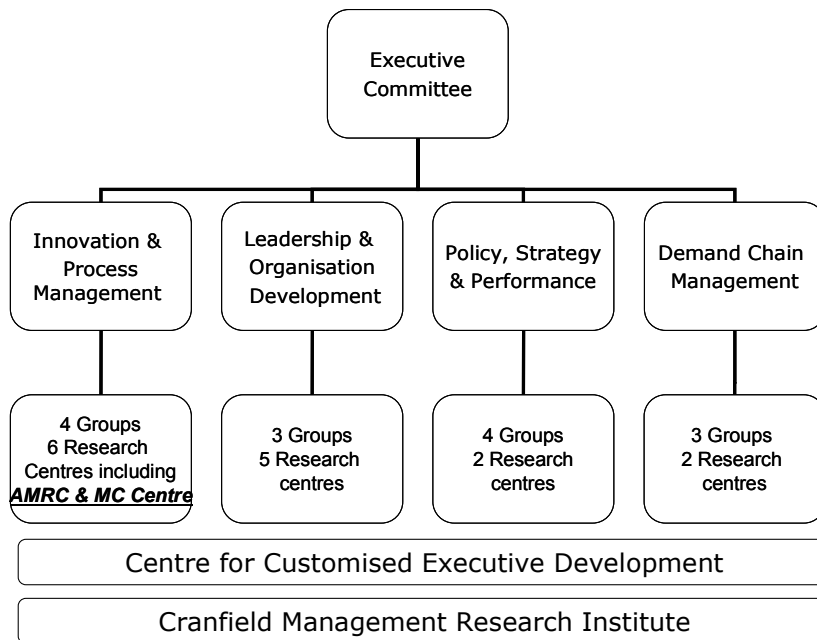 Executive
Committee
Innovation &
Process
Management
Leadership &
Organisation
Development
Policy, Strategy
& Performance
Demand Chain
Management
4 Groups
6 Research
Centres including
AMRC & MC Centre
3 Groups
5 Research
centres
4 Groups
2 Research
centres
3 Groups
2 Research
centres
Centre for Customised Executive Development
Cranfield Management Research Institute